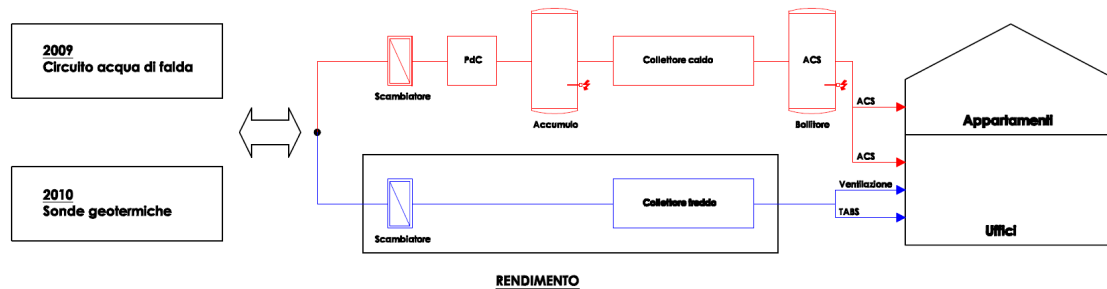 2009
Circuito acqua di falda
2010
Sonde geotermiche
Scambiatore
PdC
Accumulo
Collettore caldo
ACS
Bollitore
ACS
ACS
Appartamenti
Scambiatore
Collettore freddo
Ventilazione
TABS
Uffici
RENDIMENTO